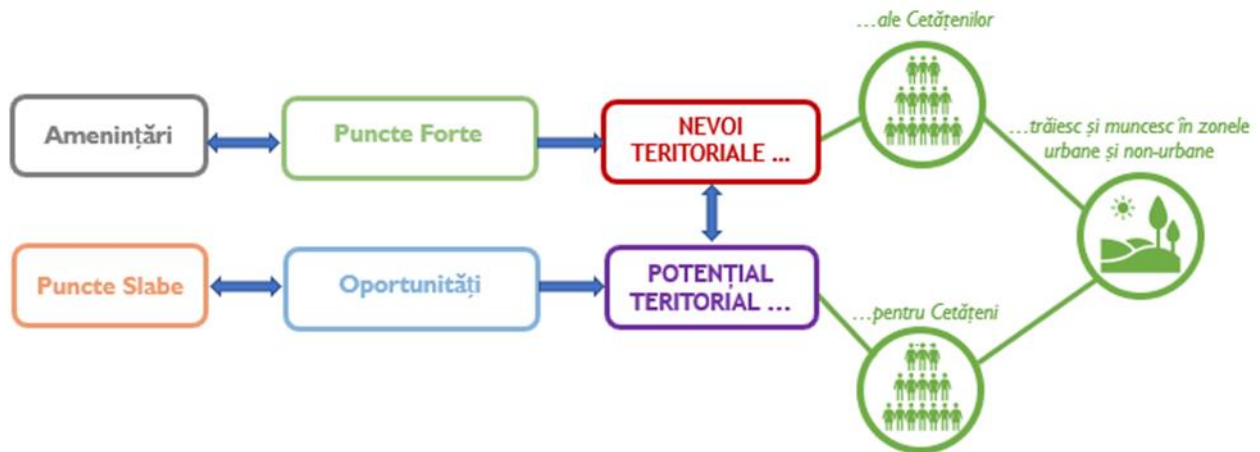 …ale Cetățenilor
Amenințări
Puncte Forte
NEVOI
TERITORIALE ...
…trăiesc și muncesc în zonele
urbane și non-urbane
Puncte Slabe
Oportunități
POTENȚIAL
TERITORIAL ...
…pentru Cetățeni